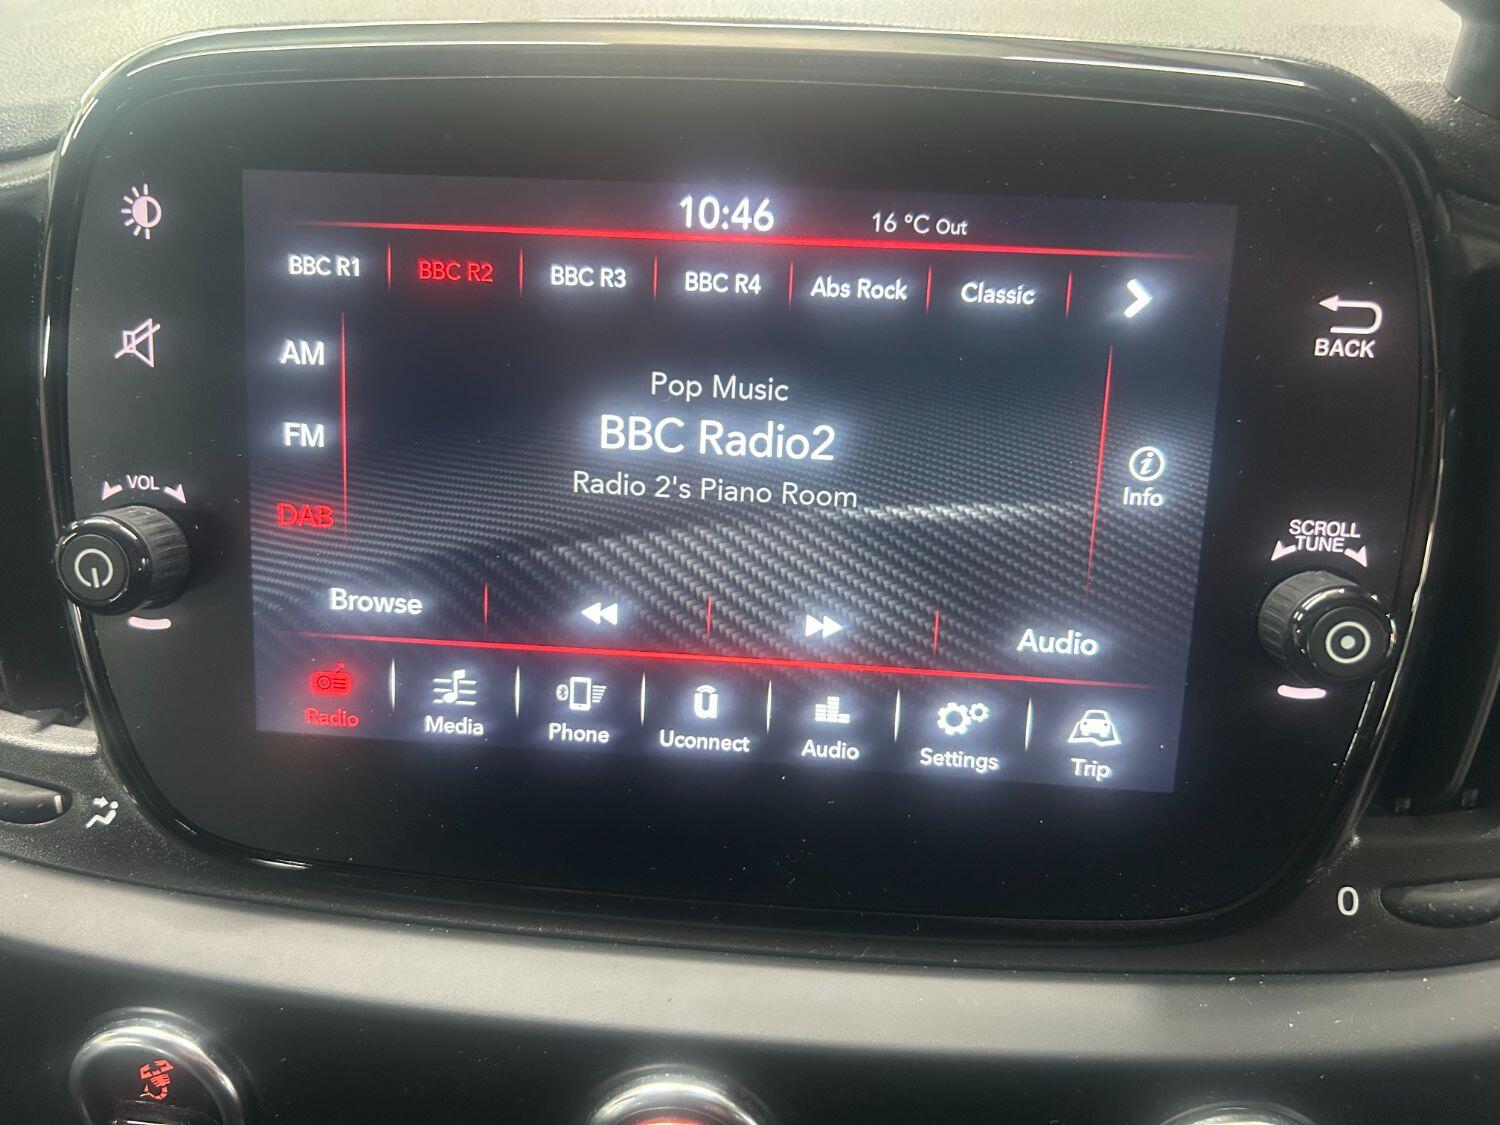 10:46
16 °C Out
BBC R1
BBC R2
BBC R3
BBC R4
Abs Rock
Classic
AM
FM
DAB
Pop Music
BBC Radio2
Radio 2's Piano Room
Info
Browse
Audio
Radio
Media
Phone
Uconnect
Audio
Settings
Trip
VOL
BACK
SCROLL
TUNE
0